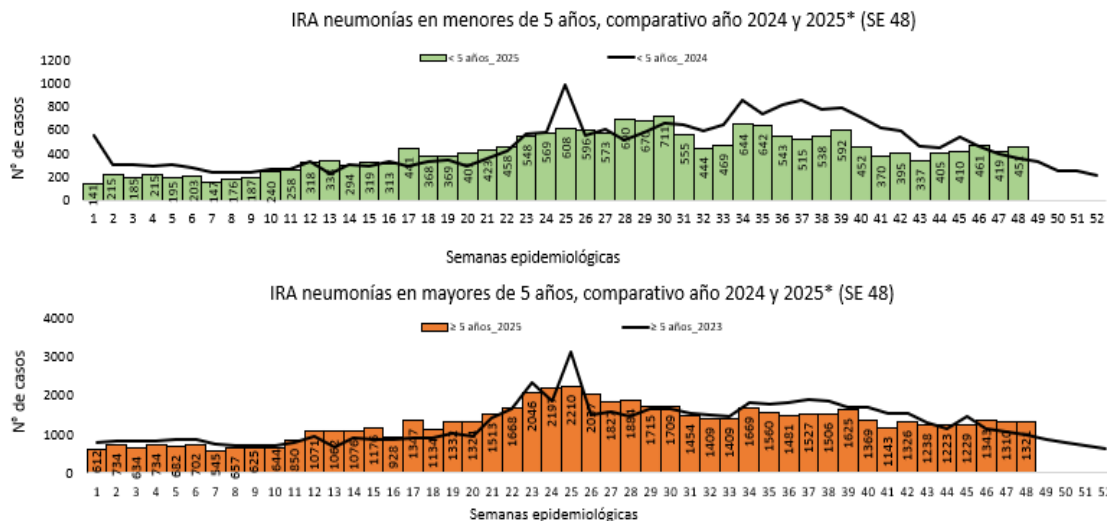 IRA neumonías en menores de 5 años, comparativo año 2024 y 2025* (SE 48)
< 5 años_2025 < 5 años_2024
N° de casos
1200
1000
800
600
400
200
0
141 215 185 215 195 203 147 176 187 240 258 318 294 319 313 441 368 369 423 458 548 569 608 596 573 670 711 555 444 469 644 642 543 515 538 592 452 370 395 337 405 410 461 419
1 2 3 4 5 6 7 8 9 10 11 12 13 14 15 16 17 18 19 20 21 22 23 24 25 26 27 28 29 30 31 32 33 34 35 36 37 38 39 40 41 42 43 44 45 46 47 48 49 50 51 52
Semanas epidemiológicas
IRA neumonías en mayores de 5 años, comparativo año 2024 y 2025* (SE 48)
≥ 5 años_2025 ≥ 5 años_2023
N° de casos
4000
3000
2000
1000
0
612 734 634 734 682 702 545 657 625 644 850 928 1347 1513 1668 2046 2210 1884 1715 1709 1454 1409 1409 1669 1560 1481 1527 1506 1625 1369 1143 1326 1238 1223 1229 1343 1310
1 2 3 4 5 6 7 8 9 10 11 12 13 14 15 16 17 18 19 20 21 22 23 24 25 26 27 28 29 30 31 32 33 34 35 36 37 38 39 40 41 42 43 44 45 46 47 48 49 50 51 52
Semanas epidemiológicas